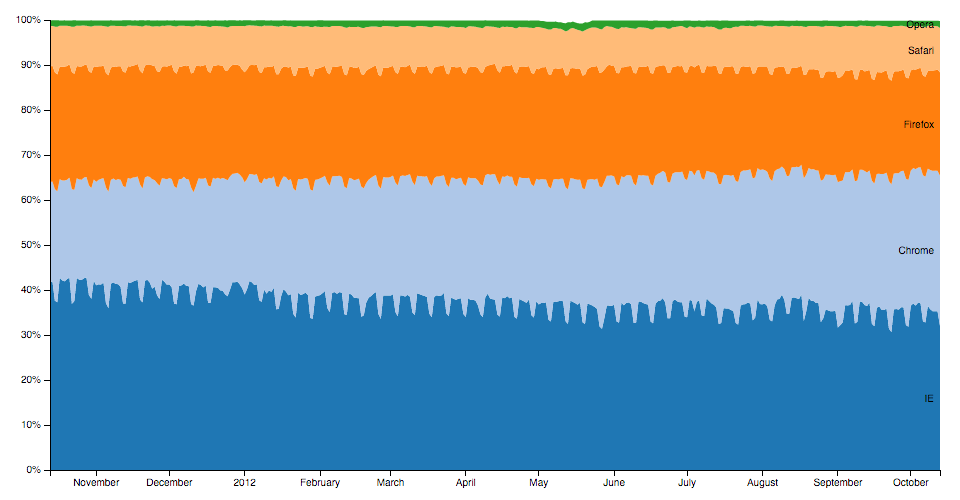 100%
90%
80%
70%
60%
50%
40%
30%
20%
10%
0%
Opera
Safari
Firefox
Chrome
IE
November December 2012 February March April May June July August September October